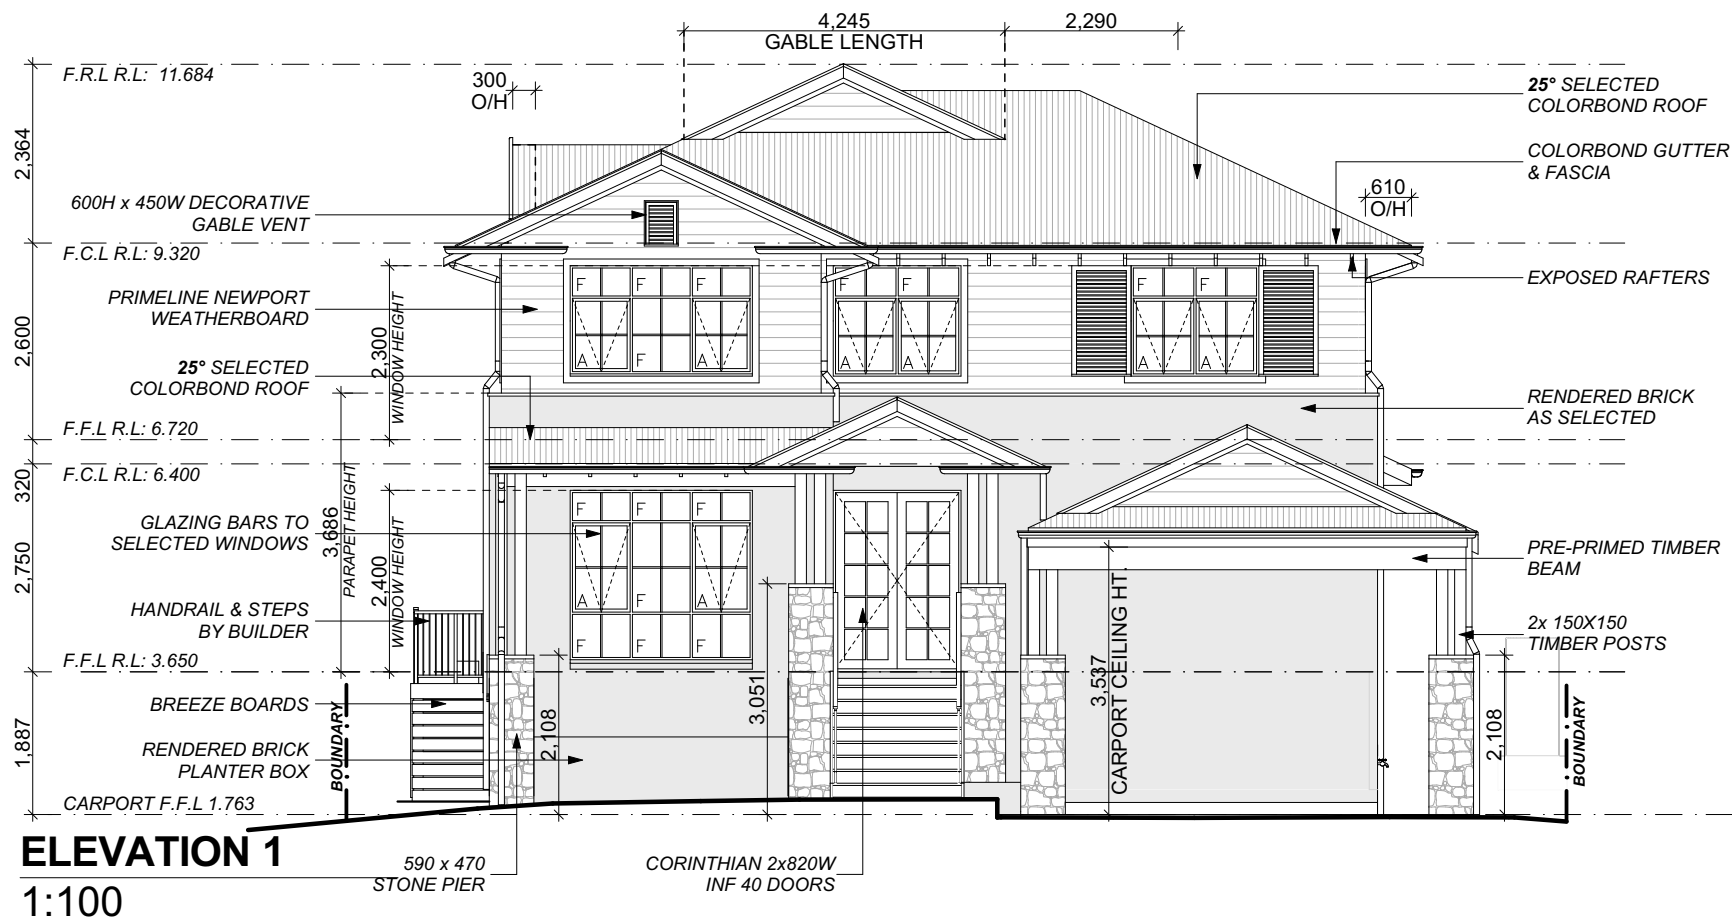 4,245
GABLE LENGTH
2,290
F.R.L R.L: 11.684
300
O/H
25° SELECTED
COLORBOND ROOF
2,364
COLORBOND GUTTER
& FASCIA
610
O/H
600H x 450W DECORATIVE
GABLE VENT
F.C.L R.L: 9.320
EXPOSED RAFTERS
F F F F F F F
PRIMELINE NEWPORT
WEATHERBOARD
2,600
2,300
WINDOW HEIGHT
A F A A A A A
25° SELECTED
COLORBOND ROOF
RENDERED BRICK
AS SELECTED
F.F.L R.L: 6.720
320
F.C.L R.L: 6.400
3,686
PARAPET HEIGHT
F F F
GLAZING BARS TO
SELECTED WINDOWS
2,750
2,400
WINDOW HEIGHT
PRE-PRIMED TIMBER
BEAM
A F A
HANDRAIL & STEPS
BY BUILDER
2x 150X150
TIMBER POSTS
F F F
F.F.L R.L: 3.650
3,537
CARPORT CEILING HT.
3,051
BREEZE BOARDS
BOUNDARY
2,108
2,108
BOUNDARY
1,887
RENDERED BRICK
PLANTER BOX
CARPORT F.F.L 1.763
ELEVATION 1
1:100
590 x 470
STONE PIER
CORINTHIAN 2x820W
INF 40 DOORS